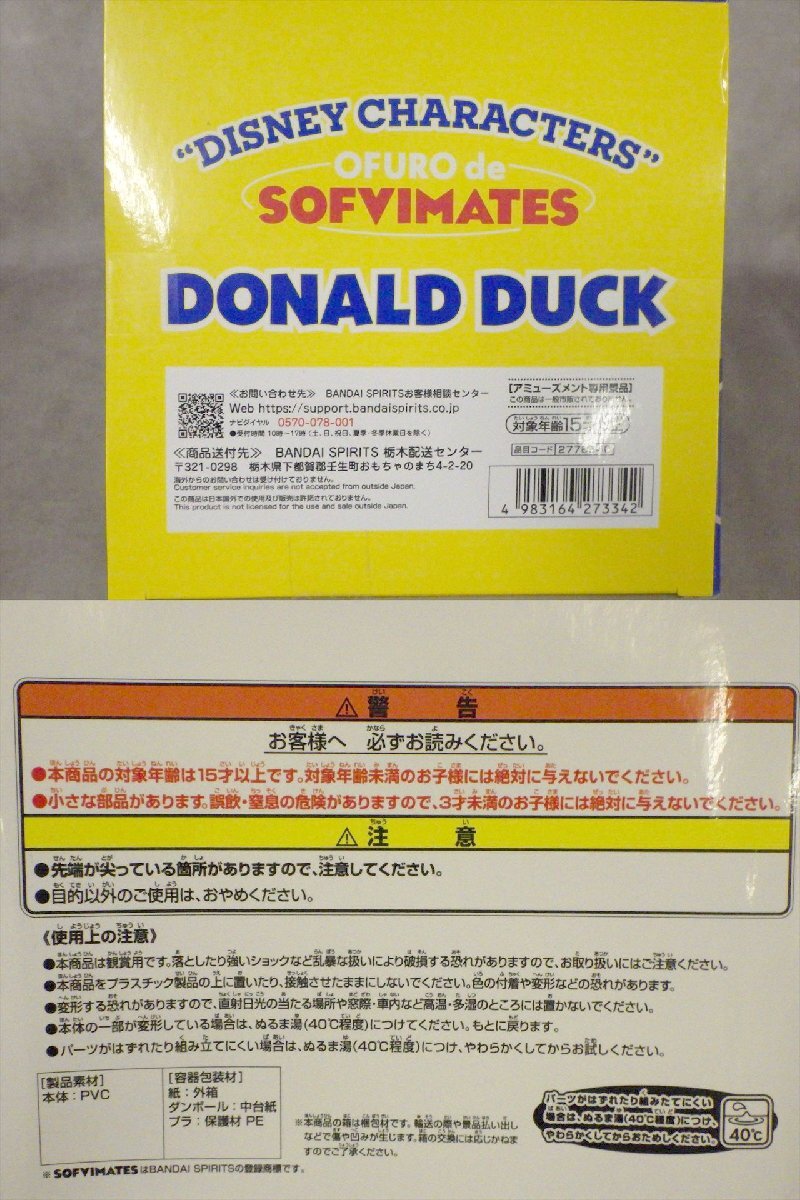 “DISNEY CHARACTERS”
OFURO de
SOFVIMATES
DONALD DUCK
≪お問い合わせ先≫ BANDAI SPIRITSお客様相談センター
Web https://support.bandaispirits.co.jp
ナビダイヤル 0570-078-001
●受付時間 10時~17時(土、日、祝日、夏季・冬季休業日を除く)
≪商品送付先≫ BANDAI SPIRITS 栃木配送センター
〒321-0298 栃木県下都賀郡壬生町おもちゃのまち4-2-20
海外からのお問い合わせは受け付けておりません。
Customer service inquiries are not accepted from outside Japan.
この商品は日本国外での使用及び販売は許諾されておりません。
This product is not licensed for the use and sale outside Japan.
[アミューズメント専用景品]
この商品は一般市販されておりません。
対象年齢15才以上
品目コード
4 983164 273342
⚠警告
お客様へ 必ずお読みください。
●本商品の対象年齢は15才以上です。対象年齢未満のお子様には絶対に与えないでください。
●小さな部品があります。誤飲・窒息の危険がありますので、3才未満のお子様には絶対に与えないでください。
⚠注意
●先端が尖っている箇所がありますので、注意してください。
●目的以外のご使用は、おやめください。
≪使用上の注意≫
●本商品は観賞用です。落としたり強いショックなど乱暴な扱いにより破損する恐れがありますので、お取り扱いにはご注意ください。
●本商品をプラスチック製品の上に置いたり、接触させたままにしないでください。色の付着や変形などの恐れがあります。
●変形する恐れがありますので、直射日光の当たる場所や窓際・車内など高温・多湿のところには置かないでください。
●本体の一部が変形している場合は、ぬるま湯(40℃程度)につけてください。もとに戻ります。
●パーツがはずれたり組み立てにくい場合は、ぬるま湯(40℃程度)につけ、やわらかくしてからお試しください。
[製品素材]
本体:PVC
[容器包装材]
紙:外箱
ダンボール:中台紙
プラ:保護材 PE
※本商品の箱は梱包材です。輸送の際や景品払い出し
などで傷や凹みが生じます。箱の交換には応じかねま
すのでご了承ください。
パーツがはずれたり組みたてにくい
場合は、ぬるま湯(40℃程度)につけ、
やわらかくしてからおためしください。
40℃
※ SOFVIMATESはBANDAI SPIRITSの登録商標です。